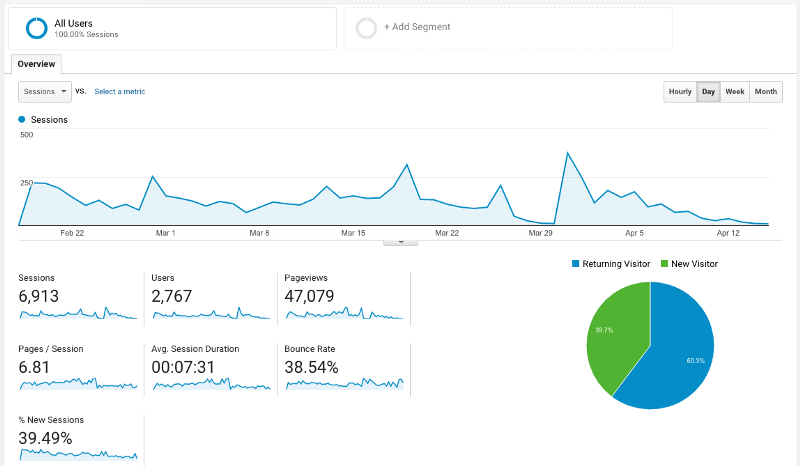 All Users
100.00% Sessions
+ Add Segment
Overview
Sessions VS. Select a metric
Hourly Day Week Month
Sessions
500
250
Feb 22 Mar 1 Mar 8 Mar 15 Mar 22 Mar 29 Apr 5 Apr 12
Returning Visitor New Visitor
Sessions Users Pageviews
6,913 2,767 47,079
Pages / Session Avg. Session Duration Bounce Rate
6.81 00:07:31 38.54%
39.7%
60.3%
% New Sessions
39.49%